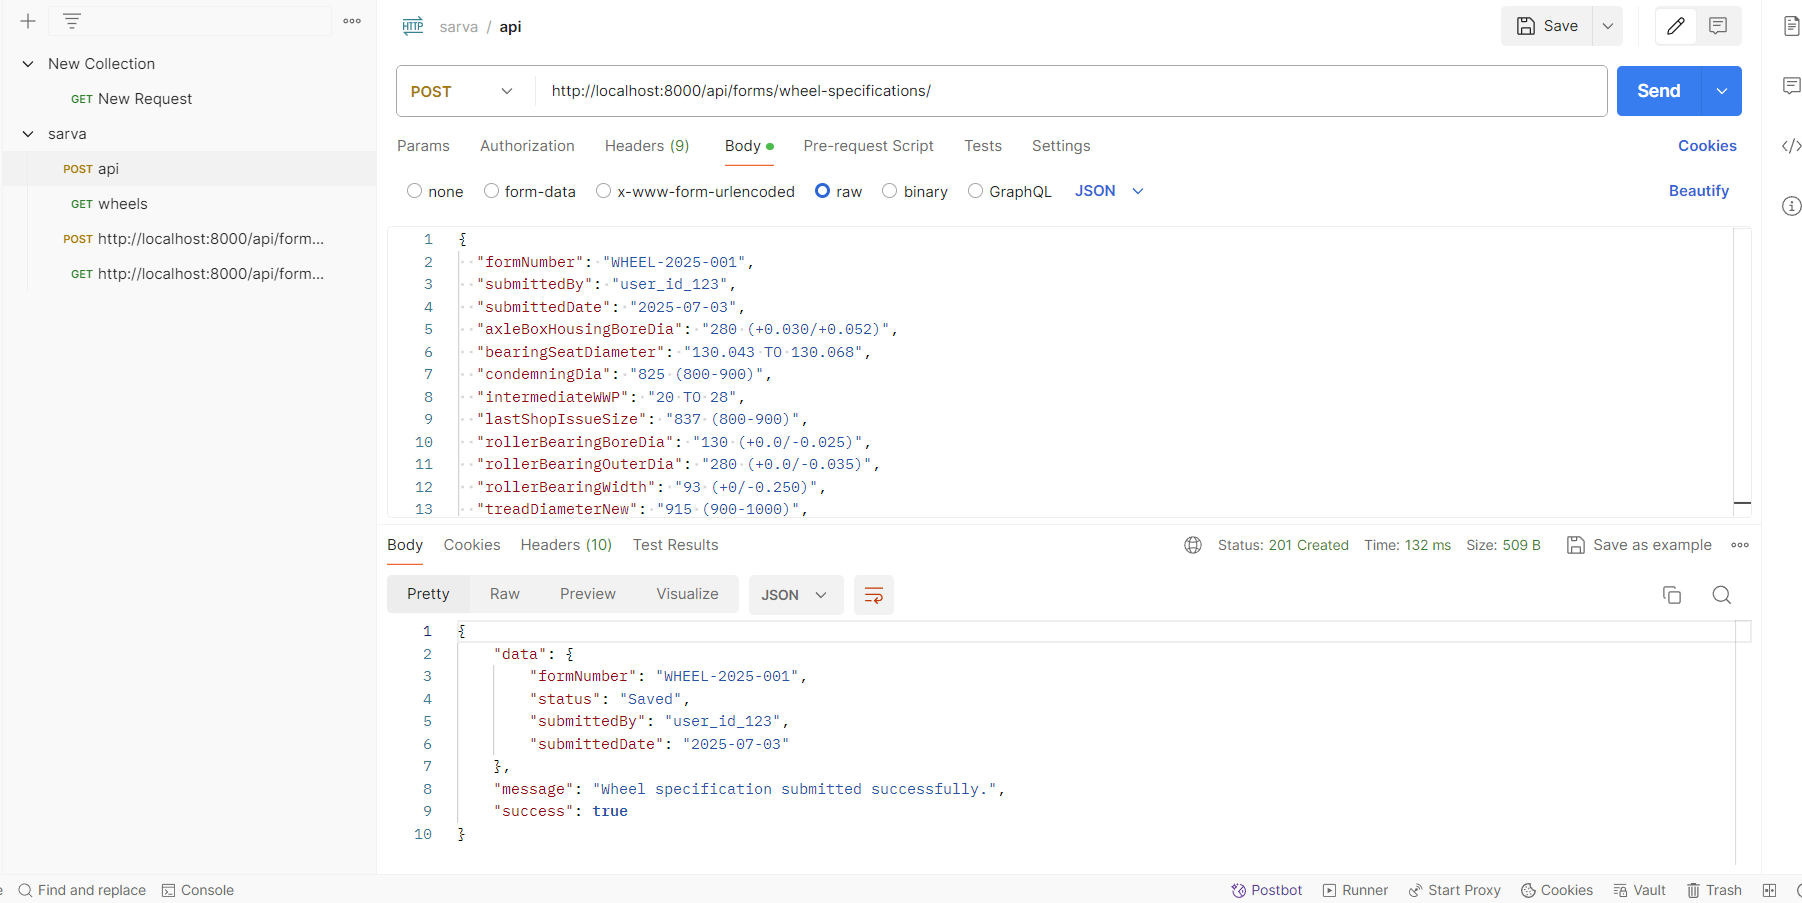 HTTP sarva / api
Save
New Collection
GET New Request
sarva
POST api
GET wheels
POST http://localhost:8000/api/form...
GET http://localhost:8000/api/form...
POST http://localhost:8000/api/forms/wheel-specifications/
Send
Params Authorization Headers (9) Body Pre-request Script Tests Settings Cookies
none form-data x-www-form-urlencoded raw binary GraphQL JSON Beautify
1 {
2 "formNumber": "WHEEL-2025-001",
3 "submittedBy": "user_id_123",
4 "submittedDate": "2025-07-03",
5 "axleBoxHousingBoreDia": "280 (+0.030/+0.052)",
6 "bearingSeatDiameter": "130.043 TO 130.068",
7 "condemningDia": "825 (800-900)",
8 "intermediateWWP": "20 TO 28",
9 "lastShopIssueSize": "837 (800-900)",
10 "rollerBearingBoreDia": "130 (+0.0/-0.025)",
11 "rollerBearingOuterDia": "280 (+0.0/-0.035)",
12 "rollerBearingWidth": "93 (+0/-0.250)",
13 "treadDiameterNew": "915 (900-1000)",
Body Cookies Headers (10) Test Results Status: 201 Created Time: 132 ms Size: 509 B Save as example
Pretty Raw Preview Visualize JSON
1 {
2 "data": {
3 "formNumber": "WHEEL-2025-001",
4 "status": "Saved",
5 "submittedBy": "user_id_123",
6 "submittedDate": "2025-07-03"
7 },
8 "message": "Wheel specification submitted successfully.",
9 "success": true
10 }
Find and replace Console Postbot Runner Start Proxy Cookies Vault Trash